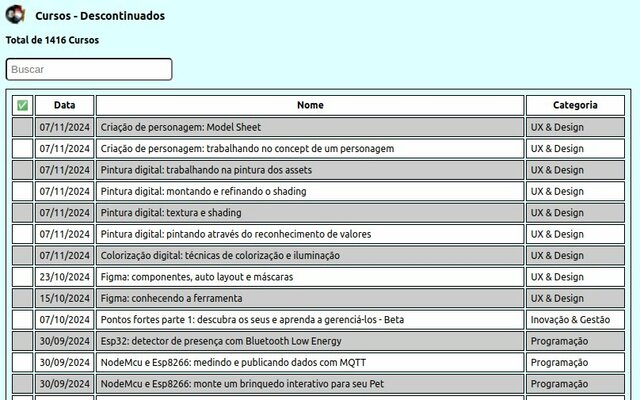 Cursos - Descontinuados
Total de 1416 Cursos
Buscar
✅ Data Nome Categoria
07/11/2024 Criação de personagem: Model Sheet UX & Design
07/11/2024 Criação de personagem: trabalhando no concept de um personagem UX & Design
07/11/2024 Pintura digital: trabalhando na pintura dos assets UX & Design
07/11/2024 Pintura digital: montando e refinando o shading UX & Design
07/11/2024 Pintura digital: textura e shading UX & Design
07/11/2024 Pintura digital: pintando através do reconhecimento de valores UX & Design
07/11/2024 Colorização digital: técnicas de colorização e iluminação UX & Design
23/10/2024 Figma: componentes, auto layout e máscaras UX & Design
15/10/2024 Figma: conhecendo a ferramenta UX & Design
07/10/2024 Pontos fortes parte 1: descubra os seus e aprenda a gerenciá-los - Beta Inovação & Gestão
30/09/2024 Esp32: detector de presença com Bluetooth Low Energy Programação
30/09/2024 NodeMcu e Esp8266: medindo e publicando dados com MQTT Programação
30/09/2024 NodeMcu e Esp8266: monte um brinquedo interativo para seu Pet Programação